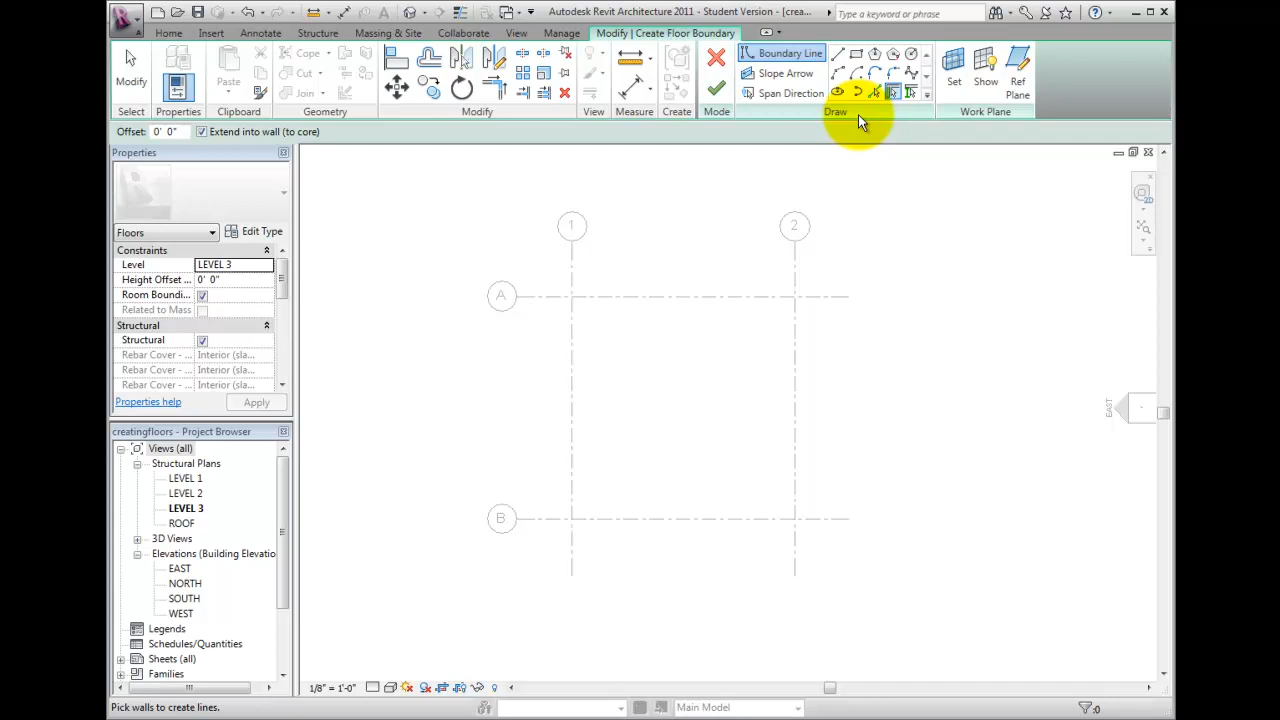 Autodesk Revit Architecture 2011 - Student Version - [crea...
Type a keyword or phrase
Home Insert Annotate Structure Massing & Site Collaborate View Manage Modify | Create Floor Boundary
Modify
Paste
Cope
Cut
Join
Boundary Line
Slope Arrow
Span Direction
Set
Show
Ref
Plane
Select Properties Clipboard Geometry Modify View Measure Create Mode Draw Work Plane
Offset: 0' 0" Extend into wall (to core)
Properties
Floors
Edit Type
Constraints
Level LEVEL 3
Height Offset ... 0' 0"
Room Boundi...
Related to Mass
Structural
Structural
Rebar Cover - ... Interior (sla...
Rebar Cover - ... Interior (sla...
Rebar Cover - ... Interior (sla...
Properties help
Apply
creatingfloors - Project Browser
Views (all)
Structural Plans
LEVEL 1
LEVEL 2
LEVEL 3
ROOF
3D Views
Elevations (Building Elevatio
EAST
NORTH
SOUTH
WEST
Legends
Schedules/Quantities
Sheets (all)
Families
1
2
A
B
EAST
1/8" = 1'-0"
Pick walls to create lines.
Main Model
:0